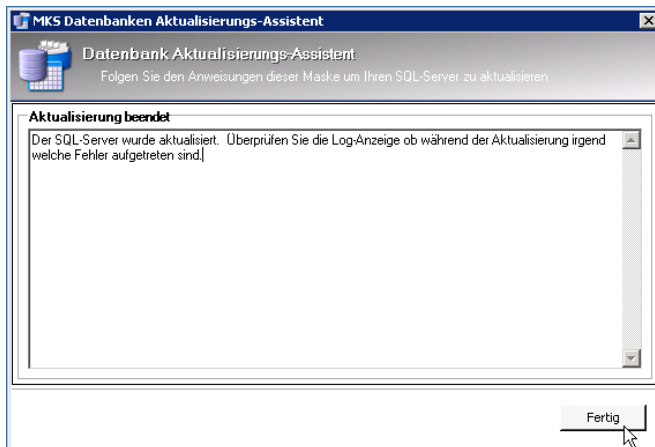 MKS Datenbanken Aktualisierungs-Assistent
Datenbank Aktualisierungs-Assistent
Folgen Sie den Anweisungen dieser Maske um Ihren SQL-Server zu aktualisieren
Aktualisierung beendet
Der SQL-Server wurde aktualisiert.  Überprüfen Sie die Log-Anzeige ob während der Aktualisierung irgend
welche Fehler aufgetreten sind.
Fertig